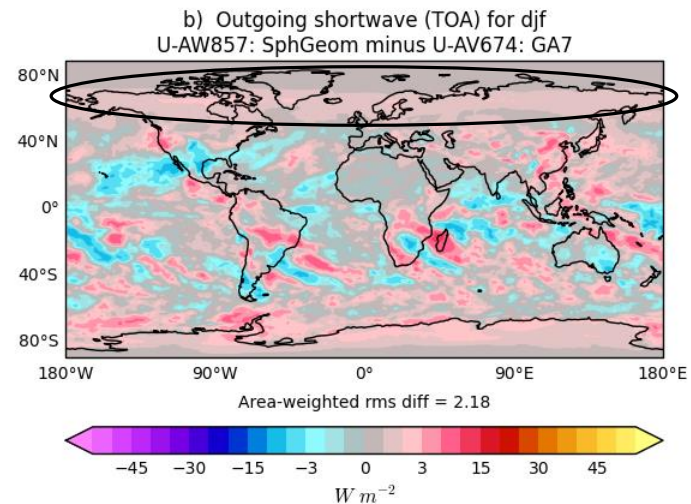 b) Outgoing shortwave (TOA) for djf
U-AW857: SphGeom minus U-AV674: GA7
80°N
40°N
0°
40°S
80°S
180°W 90°W 0° 90°E 180°E
Area-weighted rms diff = 2.18
−45 −30 −15 −3 0 3 15 30 45
W m⁻²